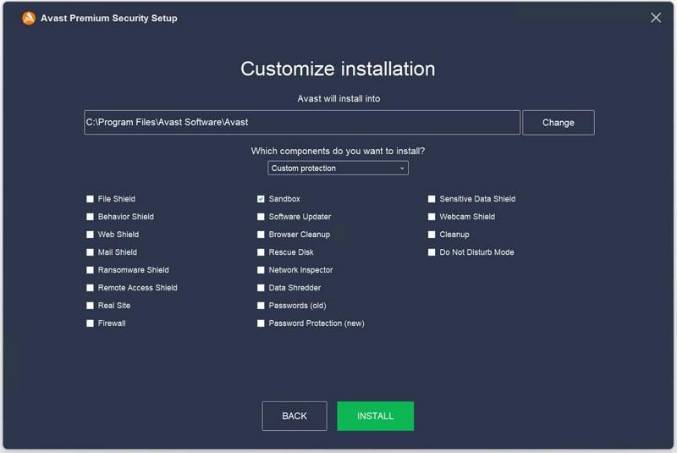 Avast Premium Security Setup
Customize installation
Avast will install into
C:\Program Files\Avast Software\Avast
Change
Which components do you want to install?
Custom protection
File Shield
Behavior Shield
Web Shield
Mail Shield
Ransomware Shield
Remote Access Shield
Real Site
Firewall
Sandbox
Software Updater
Browser Cleanup
Rescue Disk
Network Inspector
Data Shredder
Passwords (old)
Password Protection (new)
Sensitive Data Shield
Webcam Shield
Cleanup
Do Not Disturb Mode
BACK
INSTALL